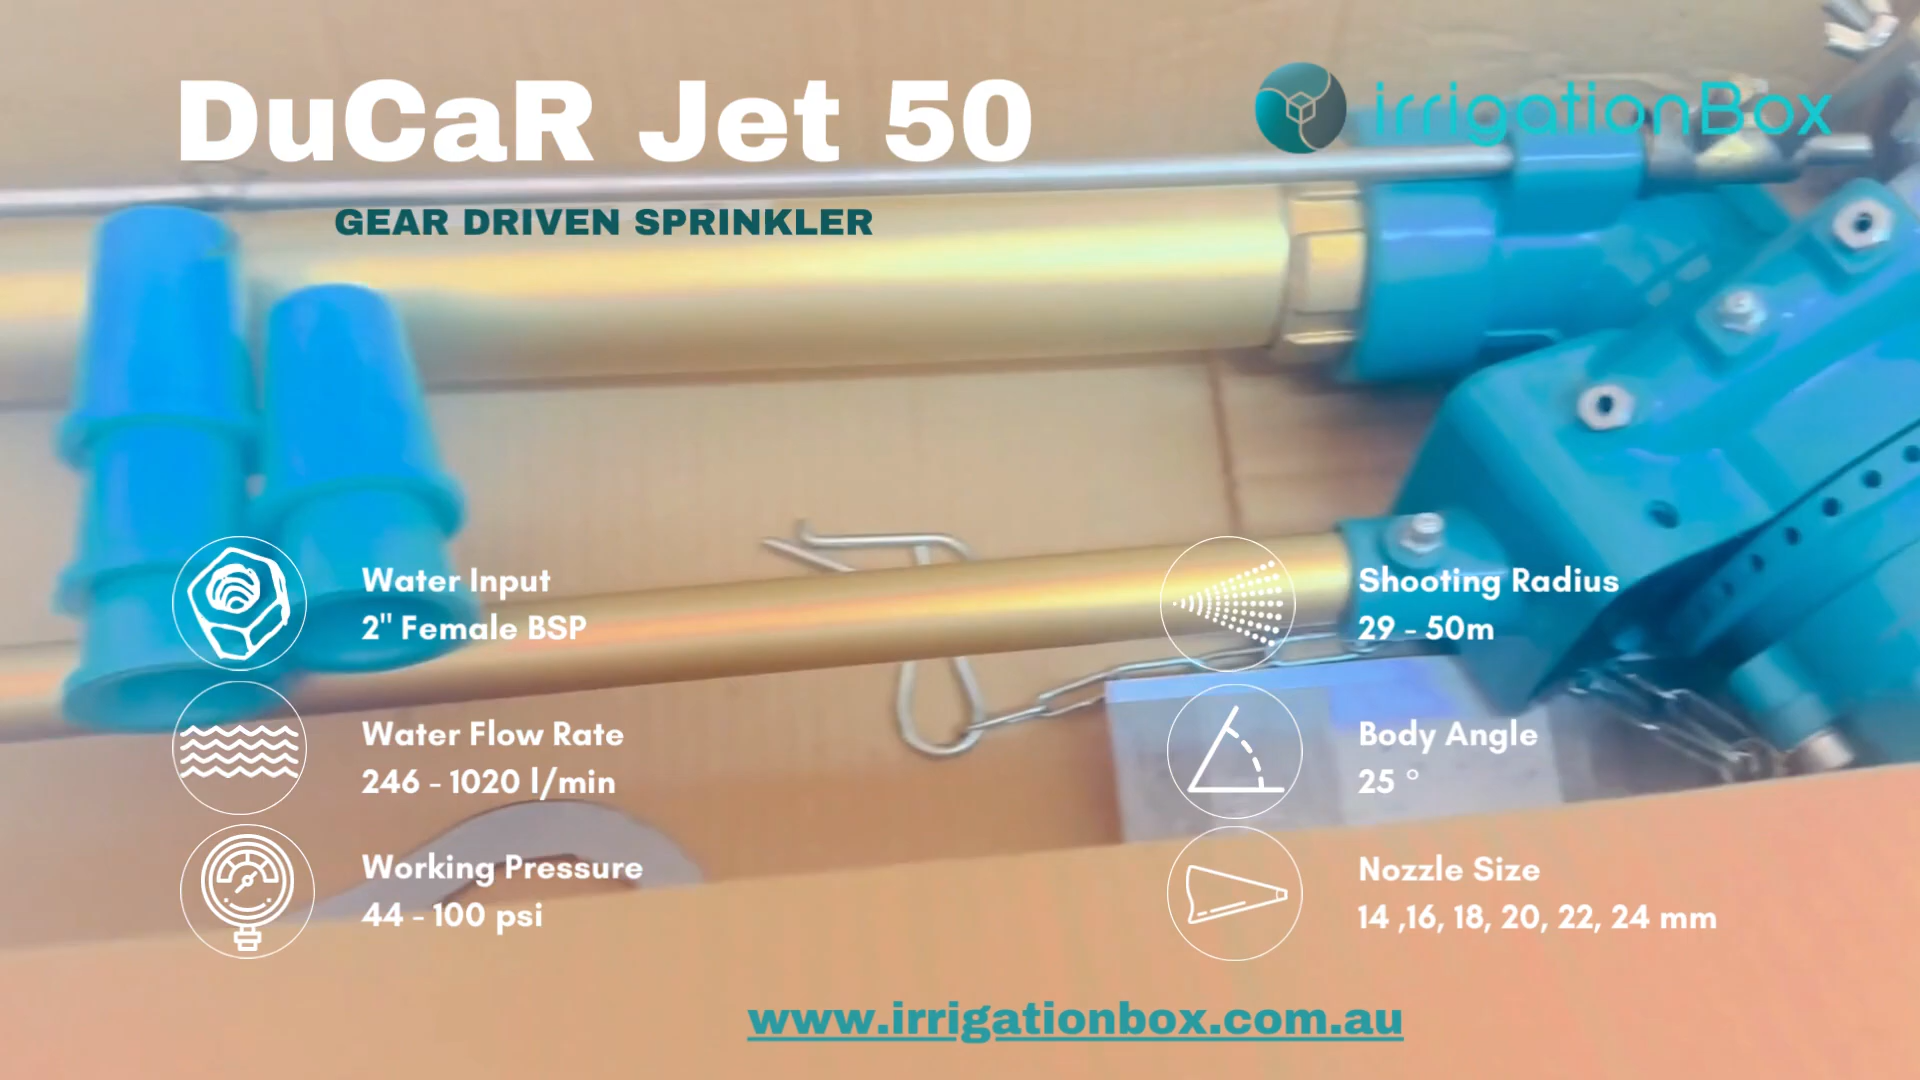 DuCaR Jet 50
irrigationBox
GEAR DRIVEN SPRINKLER
Water Input
2" Female BSP
Water Flow Rate
246 - 1020 l/min
Working Pressure
44 - 100 psi
Shooting Radius
29 - 50m
Body Angle
25 °
Nozzle Size
14 ,16, 18, 20, 22, 24 mm
www.irrigationbox.com.au